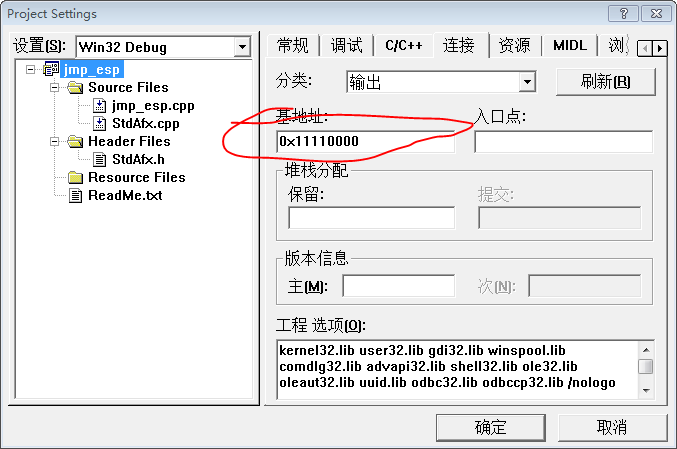 Project Settings
设置[S]:
Win32 Debug
jmp_esp
Source Files
jmp_esp.cpp
StdAfx.cpp
Header Files
StdAfx.h
Resource Files
ReadMe.txt
常规 调试 C/C++ 连接 资源 MIDL 浏
分类: 输出 刷新[R]
基地址: 入口点:
0x11110000
堆栈分配
保留: 提交:
版本信息
主[M]: 次[N]:
工程 选项[O]:
kernel32.lib user32.lib gdi32.lib winspool.lib
comdlg32.lib advapi32.lib shell32.lib ole32.lib
oleaut32.lib uuid.lib odbc32.lib odbccp32.lib /nologo
确定 取消